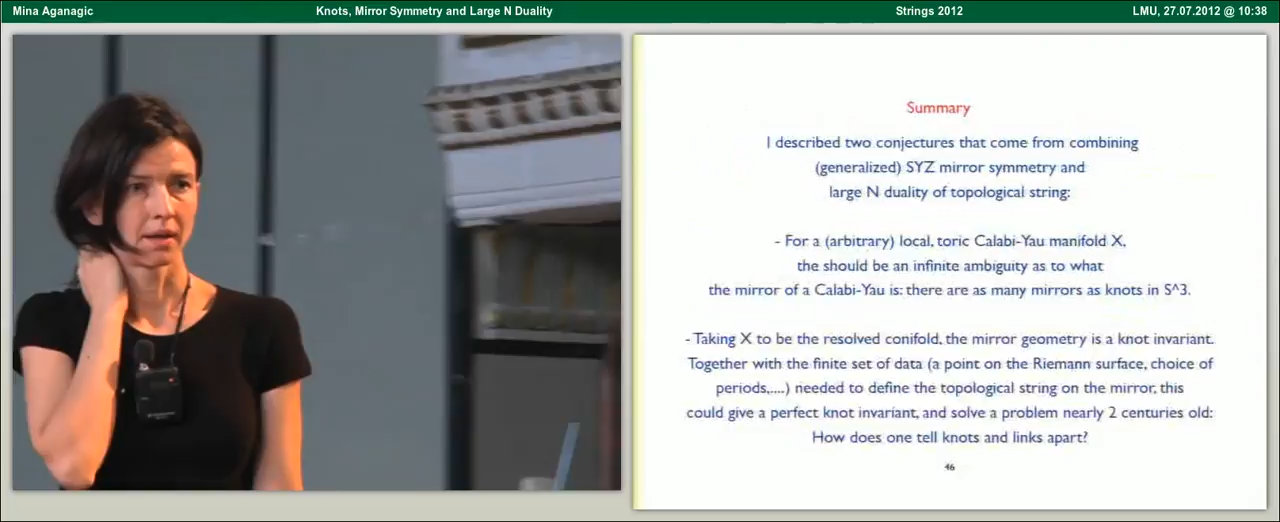 Mina Aganagic
Knots, Mirror Symmetry and Large N Duality
Strings 2012
LMU, 27.07.2012 @ 10:38
Summary
I described two conjectures that come from combining
(generalized) SYZ mirror symmetry and
large N duality of topological string:
- For a (arbitrary) local, toric Calabi-Yau manifold X,
the should be an infinite ambiguity as to what
the mirror of a Calabi-Yau is: there are as many mirrors as knots in S^3.
- Taking X to be the resolved conifold, the mirror geometry is a knot invariant.
Together with the finite set of data (a point on the Riemann surface, choice of
periods,....) needed to define the topological string on the mirror, this
could give a perfect knot invariant, and solve a problem nearly 2 centuries old:
How does one tell knots and links apart?
46